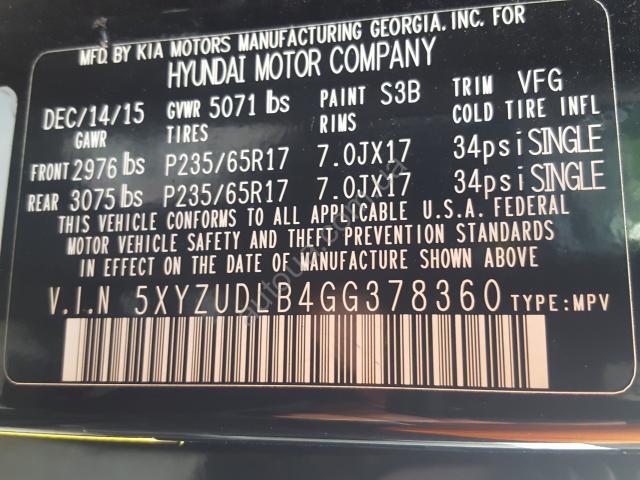 MFD. BY KIA MOTORS MANUFACTURING GEORGIA, INC. FOR
HYUNDAI MOTOR COMPANY
DEC/14/15 GVWR 5071 lbs PAINT S3B TRIM VFG
GAWR TIRES RIMS COLD TIRE INFL
FRONT 2976 lbs P235/65R17 7.0JX17 34psi SINGLE
REAR 3075 lbs P235/65R17 7.0JX17 34psi SINGLE
THIS VEHICLE CONFORMS TO ALL APPLICABLE U.S.A. FEDERAL
MOTOR VEHICLE SAFETY AND THEFT PREVENTION STANDARDS
IN EFFECT ON THE DATE OF MANUFACTURE SHOWN ABOVE
V.I.N 5XYZUDLB4GG378360 TYPE:MPV